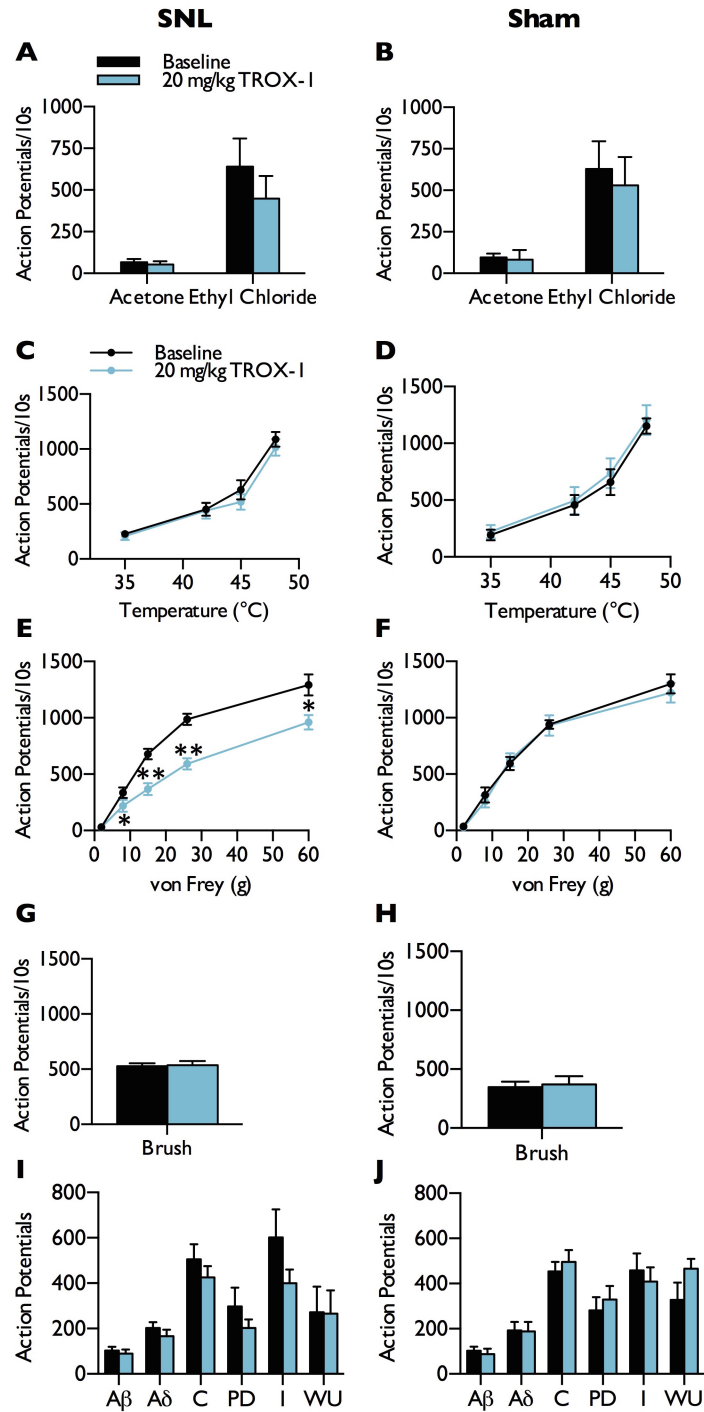 SNL Sham
A B
Baseline
20 mg/kg TROX-1
Action Potentials/10s
1000
750
500
250
0
Acetone Ethyl Chloride
Action Potentials/10s
1000
750
500
250
0
Acetone Ethyl Chloride
C D
Baseline
20 mg/kg TROX-1
Action Potentials/10s
1500
1000
500
0
35 40 45 50
Temperature (°C)
Action Potentials/10s
1500
1000
500
0
35 40 45 50
Temperature (°C)
E F
Action Potentials/10s
1500
1000
500
0
*
**
**
*
0 10 20 30 40 50 60
von Frey (g)
Action Potentials/10s
1500
1000
500
0
0 10 20 30 40 50 60
von Frey (g)
G H
Action Potentials/10s
1500
1000
500
0
Brush
Action Potentials/10s
1500
1000
500
0
Brush
I J
Action Potentials
800
600
400
200
0
Aβ Aδ C PD I WU
Action Potentials
800
600
400
200
0
Aβ Aδ C PD I WU